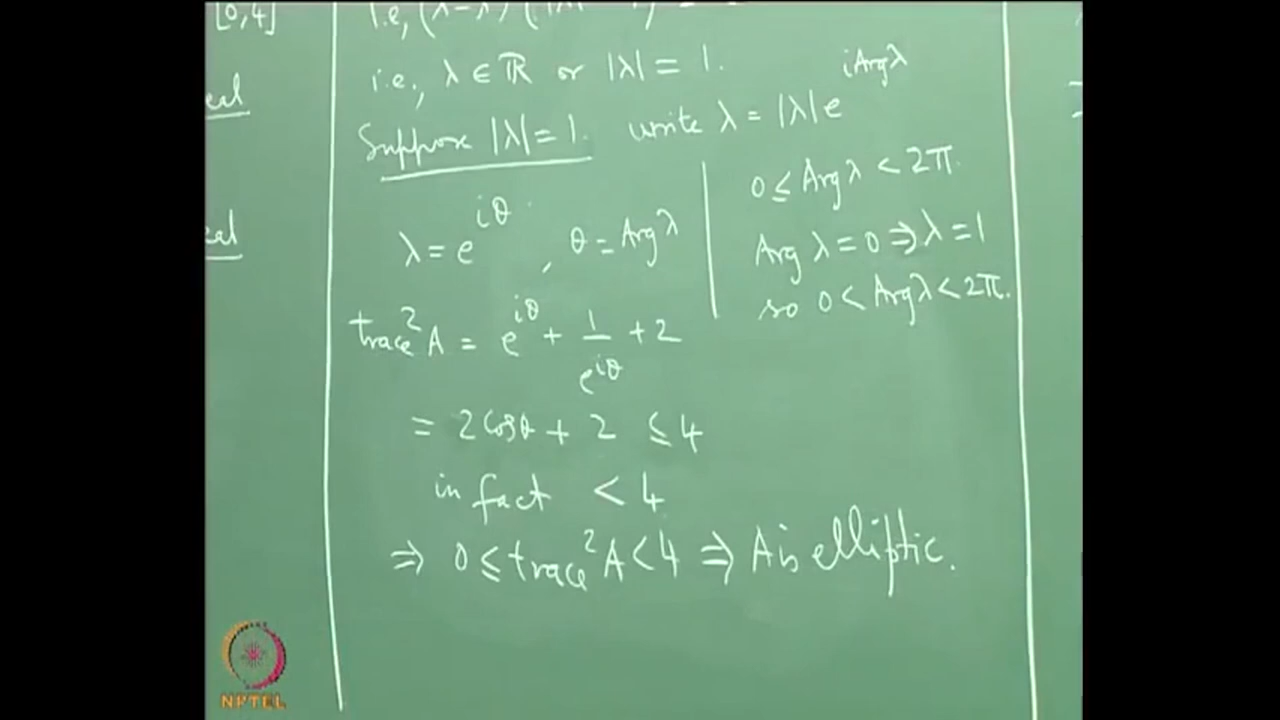 [0,4]
eal
eal
i.e., λ ∈ ℝ or |λ| = 1.
Suppose |λ| = 1. write λ = |λ| e^{i Arg λ}
λ = e^{iθ}, θ = Arg λ
0 ≤ Arg λ < 2π.
Arg λ = 0 ⇒ λ = 1
so 0 < Arg λ < 2π.
trace² A = e^{iθ} + 1/e^{iθ} + 2
= 2 Cos θ + 2 ≤ 4
in fact < 4
⇒ 0 ≤ trace² A < 4 ⇒ A is elliptic.
NPTEL